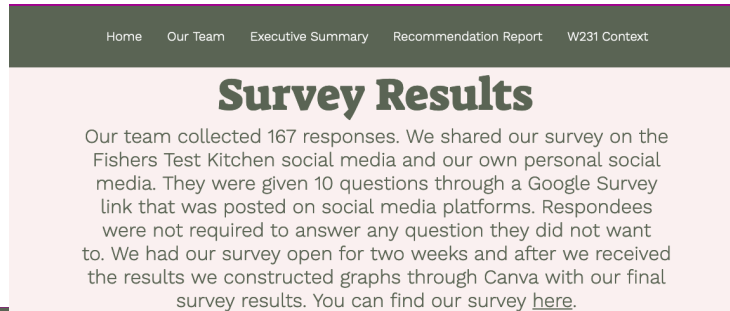 Home Our Team Executive Summary Recommendation Report W231 Context
Survey Results
Our team collected 167 responses. We shared our survey on the
Fishers Test Kitchen social media and our own personal social
media. They were given 10 questions through a Google Survey
link that was posted on social media platforms. Respondees
were not required to answer any question they did not want
to. We had our survey open for two weeks and after we received
the results we constructed graphs through Canva with our final
survey results. You can find our survey here.